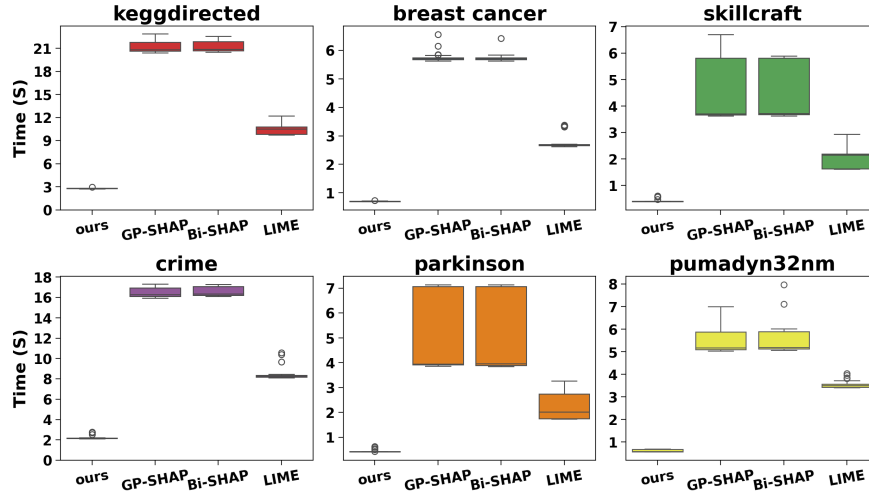 keggdirected
breast cancer
skillcraft
Time (S)
21
18
15
12
9
6
3
0
6
5
4
3
2
1
7
6
5
4
3
2
1
ours
GP-SHAP
Bi-SHAP
LIME
ours
GP-SHAP
Bi-SHAP
LIME
ours
GP-SHAP
Bi-SHAP
LIME
crime
parkinson
pumadyn32nm
Time (S)
18
16
14
12
10
8
6
4
2
0
7
6
5
4
3
2
1
8
7
6
5
4
3
2
1
ours
GP-SHAP
Bi-SHAP
LIME
ours
GP-SHAP
Bi-SHAP
LIME
ours
GP-SHAP
Bi-SHAP
LIME